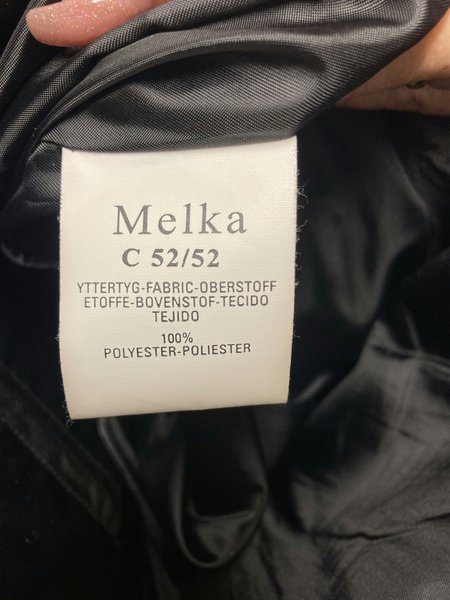 Melka
C 52/52
YTTERTYG-FABRIC-OBERSTOFF
ETOFFE-BOVENSTOF-TECIDO
TEJIDO
100%
POLYESTER-POLIESTER